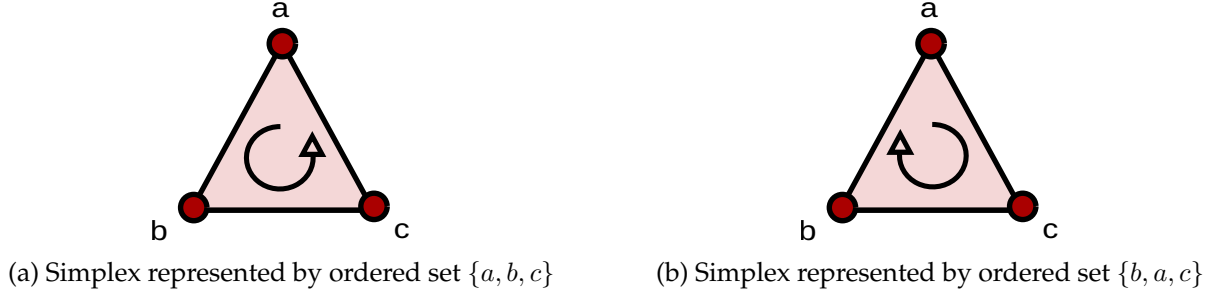 a
a
b
c
b
c
(a) Simplex represented by ordered set {a, b, c}
(b) Simplex represented by ordered set {b, a, c}